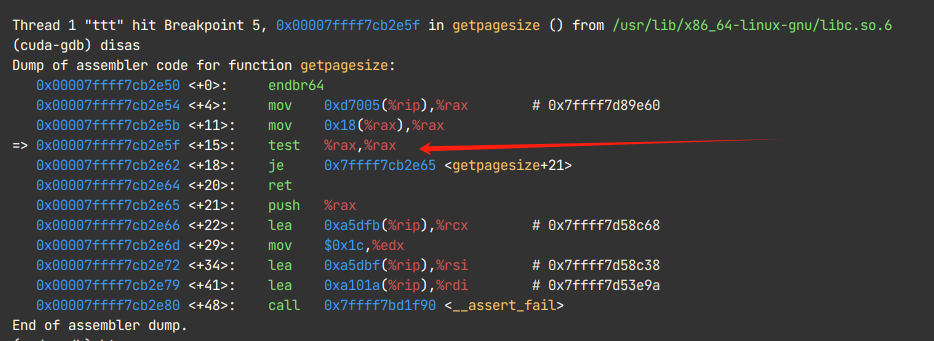 Thread 1 "ttt" hit Breakpoint 5, 0x00007ffff7cb2e5f in getpagesize () from /usr/lib/x86_64-linux-gnu/libc.so.6
(cuda-gdb) disas
Dump of assembler code for function getpagesize:
   0x00007ffff7cb2e50 <+0>:     endbr64
   0x00007ffff7cb2e54 <+4>:     mov    0xd7005(%rip),%rax        # 0x7ffff7d89e60
   0x00007ffff7cb2e5b <+11>:    mov    0x18(%rax),%rax
=> 0x00007ffff7cb2e5f <+15>:    test   %rax,%rax
   0x00007ffff7cb2e62 <+18>:    je     0x7ffff7cb2e65 <getpagesize+21>
   0x00007ffff7cb2e64 <+20>:    ret
   0x00007ffff7cb2e65 <+21>:    push   %rax
   0x00007ffff7cb2e66 <+22>:    lea    0xa5dfb(%rip),%rcx        # 0x7ffff7d58c68
   0x00007ffff7cb2e6d <+29>:    mov    $0x1c,%edx
   0x00007ffff7cb2e72 <+34>:    lea    0xa5dbf(%rip),%rsi        # 0x7ffff7d58c38
   0x00007ffff7cb2e79 <+41>:    lea    0xa101a(%rip),%rdi        # 0x7ffff7d53e9a
   0x00007ffff7cb2e80 <+48>:    call   0x7ffff7bd1f90 <__assert_fail>
End of assembler dump.